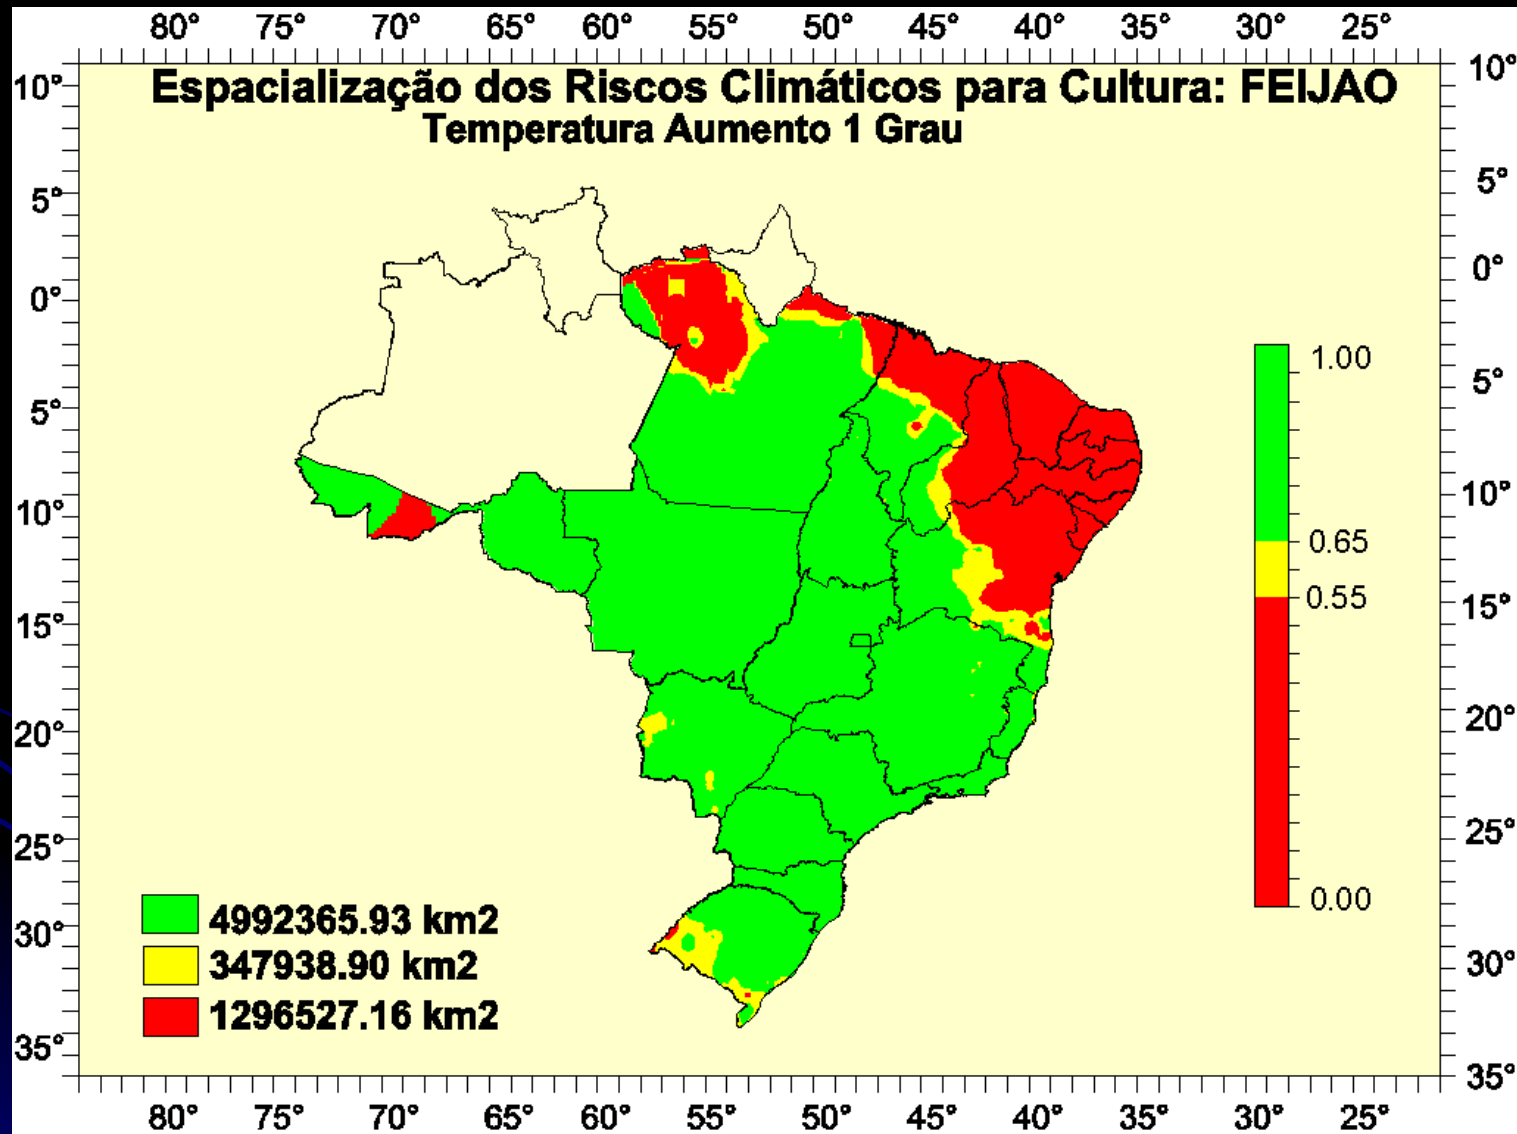 80° 75° 70° 65° 60° 55° 50° 45° 40° 35° 30° 25°
10° 10°
Espacialização dos Riscos Climáticos para Cultura: FEIJAO
Temperatura Aumento 1 Grau
5° 5°
0° 0°
1.00
5° 5°
10° 10°
0.65
0.55
15° 15°
20° 20°
25° 25°
0.00
4992365.93 km2
30° 30°
347938.90 km2
1296527.16 km2
35° 35°
80° 75° 70° 65° 60° 55° 50° 45° 40° 35° 30° 25°